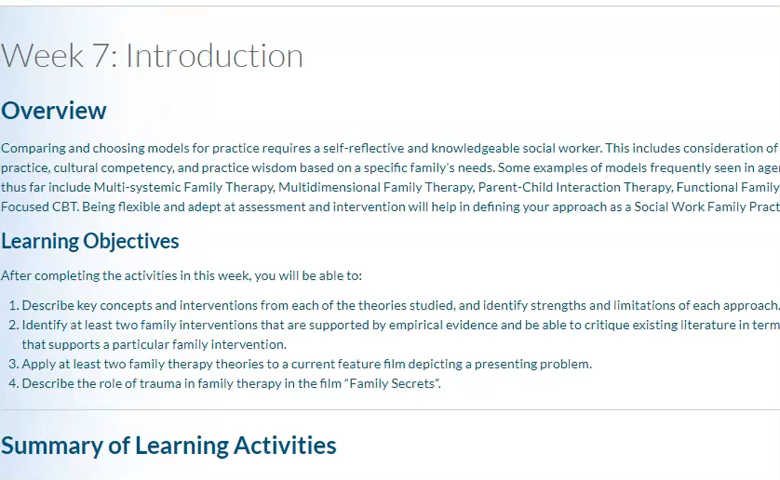 Week 7: Introduction
Overview
Comparing and choosing models for practice requires a self-reflective and knowledgeable social worker. This includes consideration of
practice, cultural competency, and practice wisdom based on a specific family's needs. Some examples of models frequently seen in
thus far include Multi-systemic Family Therapy, Multidimensional Family Therapy, Parent-Child Interaction Therapy, Functional Family
Focused CBT. Being flexible and adept at assessment and intervention will help in defining your approach as a Social Work Family
Learning Objectives
After completing the activities in this week, you will be able to:
1. Describe key concepts and interventions from each of the theories studied, and identify strengths and limitations of each approach.
2. Identify at least two family interventions that are supported by empirical evidence and be able to critique existing literature in
that supports a particular family intervention.
3. Apply at least two family therapy theories to a current feature film depicting a presenting problem.
4. Describe the role of trauma in family therapy in the film “Family Secrets”.
Summary of Learning Activities